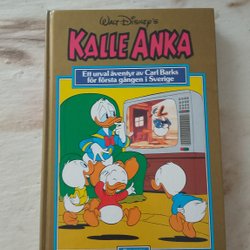 WALT DISNEY'S
KALLE ANKA
Ett urval äventyr av Carl Barks
för första gången i Sverige